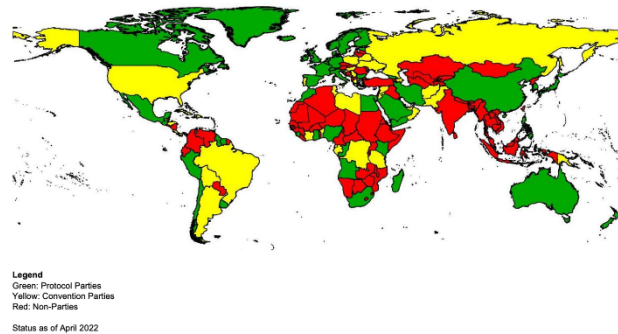 Legend
Green: Protocol Parties
Yellow: Convention Parties
Red: Non-Parties
Status as of April 2022